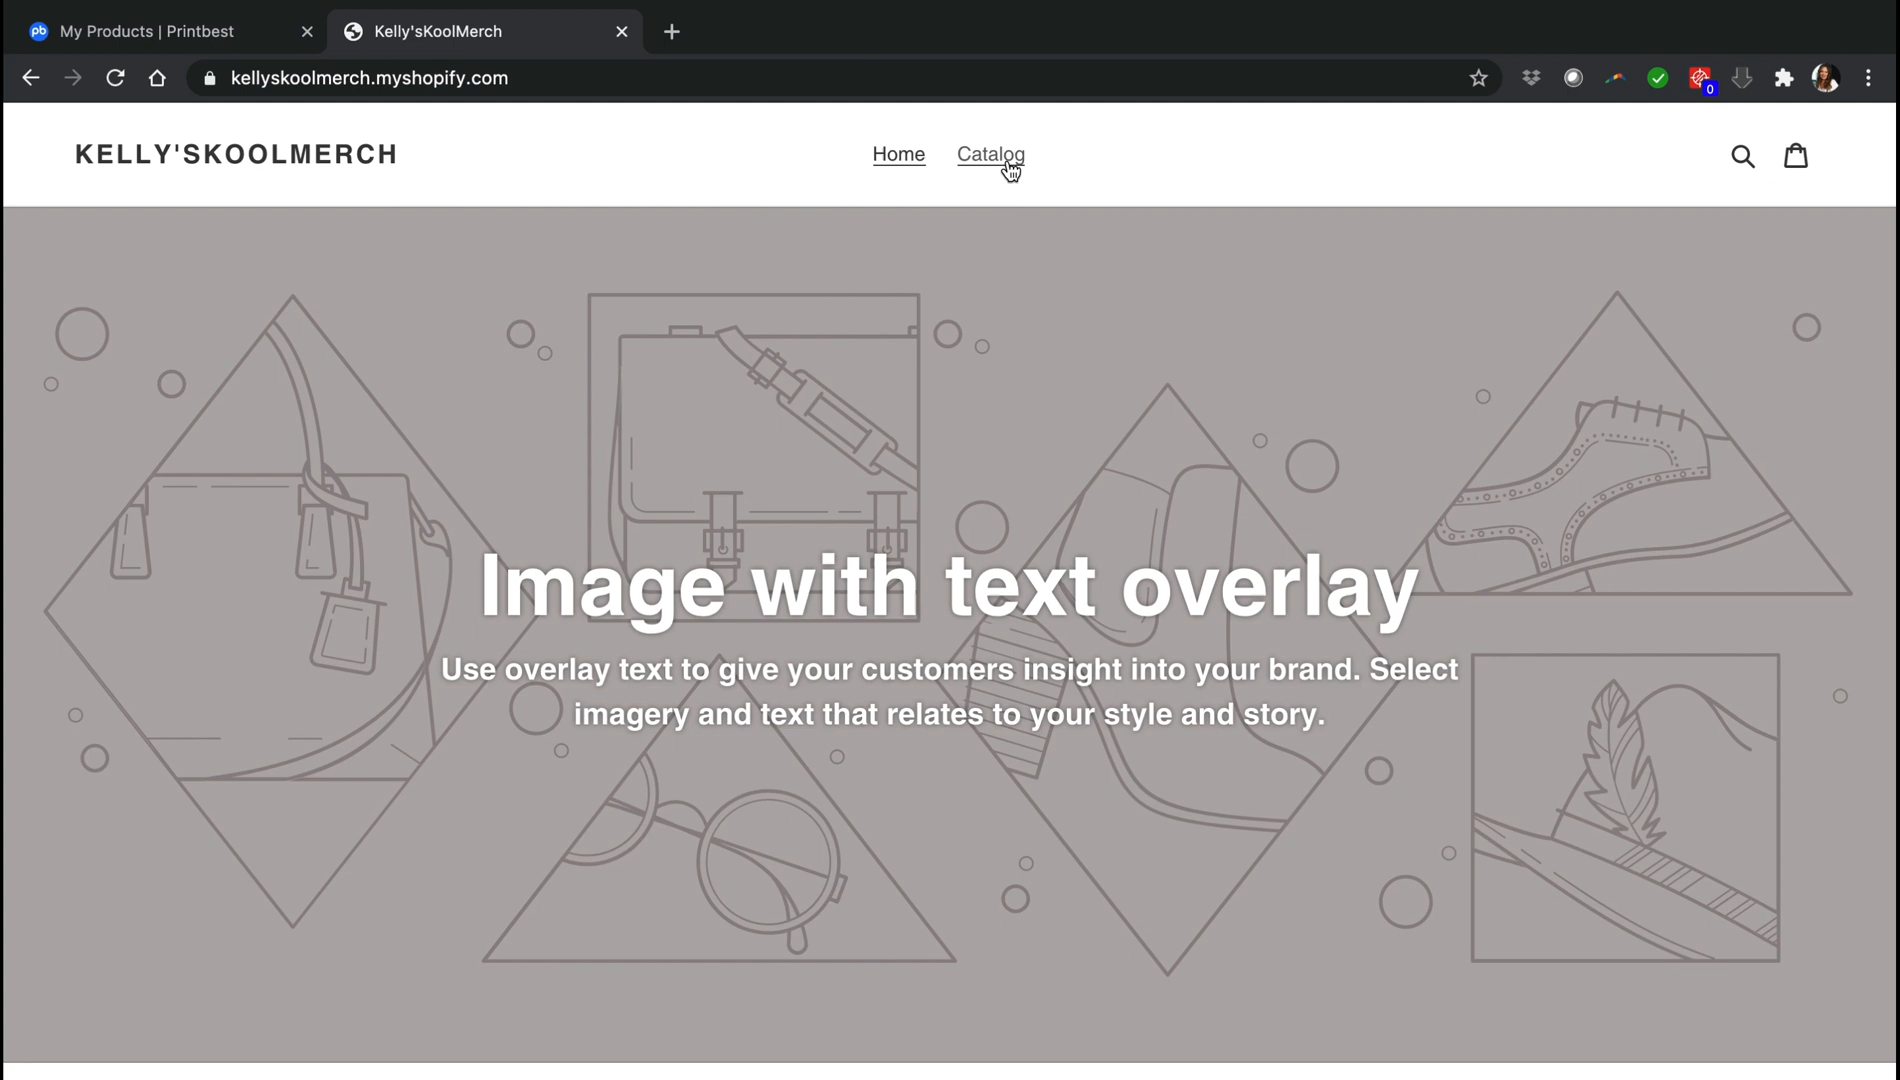 My Products | Printbest
Kelly'sKoolMerch
kellyskoolmerch.myshopify.com
0
KELLY'SKOOLMERCH
Home
Catalog
Image with text overlay
Use overlay text to give your customers insight into your brand. Select
imagery and text that relates to your style and story.